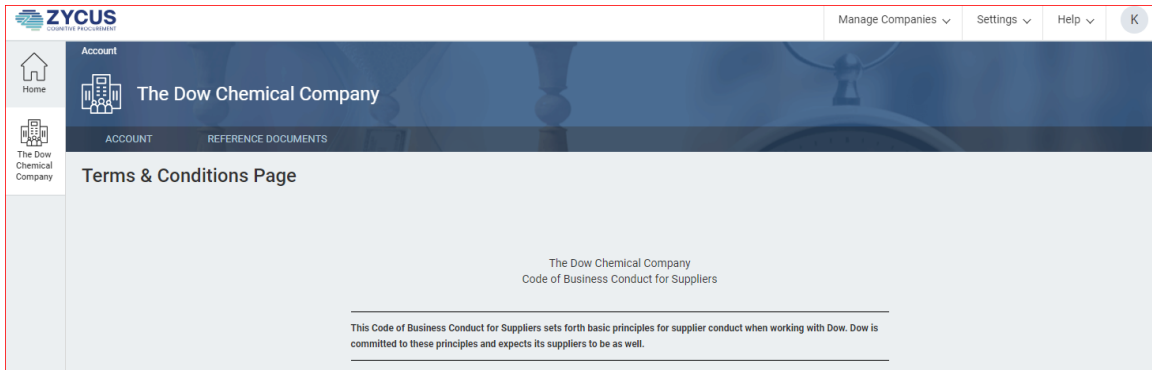 ZYCUS
COGNITIVE PROCUREMENT
Manage Companies
Settings
Help
K
Home
The Dow
Chemical
Company
Account
The Dow Chemical Company
ACCOUNT
REFERENCE DOCUMENTS
Terms & Conditions Page
The Dow Chemical Company
Code of Business Conduct for Suppliers
This Code of Business Conduct for Suppliers sets forth basic principles for supplier conduct when working with Dow. Dow is
committed to these principles and expects its suppliers to be as well.